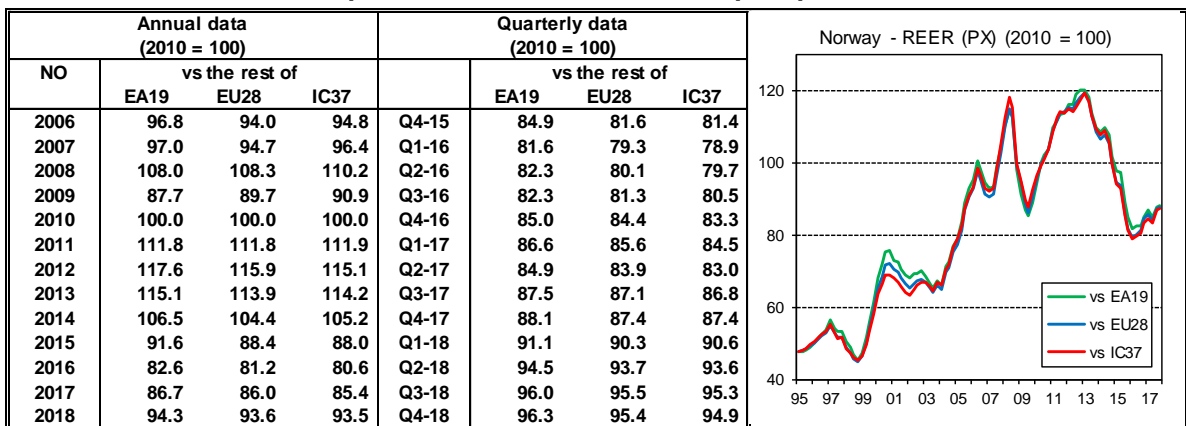 Annual data Quarterly data
(2010 = 100) (2010 = 100)
NO vs the rest of vs the rest of
EA19 EU28 IC37 EA19 EU28 IC37
2006 96.8 94.0 94.8 Q4-15 84.9 81.6 81.4
2007 97.0 94.7 96.4 Q1-16 81.6 79.3 78.9
2008 108.0 108.3 110.2 Q2-16 82.3 80.1 79.7
2009 87.7 89.7 90.9 Q3-16 82.3 81.3 80.5
2010 100.0 100.0 100.0 Q4-16 85.0 84.4 83.3
2011 111.8 111.8 111.9 Q1-17 86.6 85.6 84.5
2012 117.6 115.9 115.1 Q2-17 84.9 83.9 83.0
2013 115.1 113.9 114.2 Q3-17 87.5 87.1 86.8
2014 106.5 104.4 105.2 Q4-17 88.1 87.4 87.4
2015 91.6 88.4 88.0 Q1-18 91.1 90.3 90.6
2016 82.6 81.2 80.6 Q2-18 94.5 93.7 93.6
2017 86.7 86.0 85.4 Q3-18 96.0 95.5 95.3
2018 94.3 93.6 93.5 Q4-18 96.3 95.4 94.9
Norway - REER (PX) (2010 = 100)
120
100
80
60
40
vs EA19
vs EU28
vs IC37
95 97 99 01 03 05 07 09 11 13 15 17